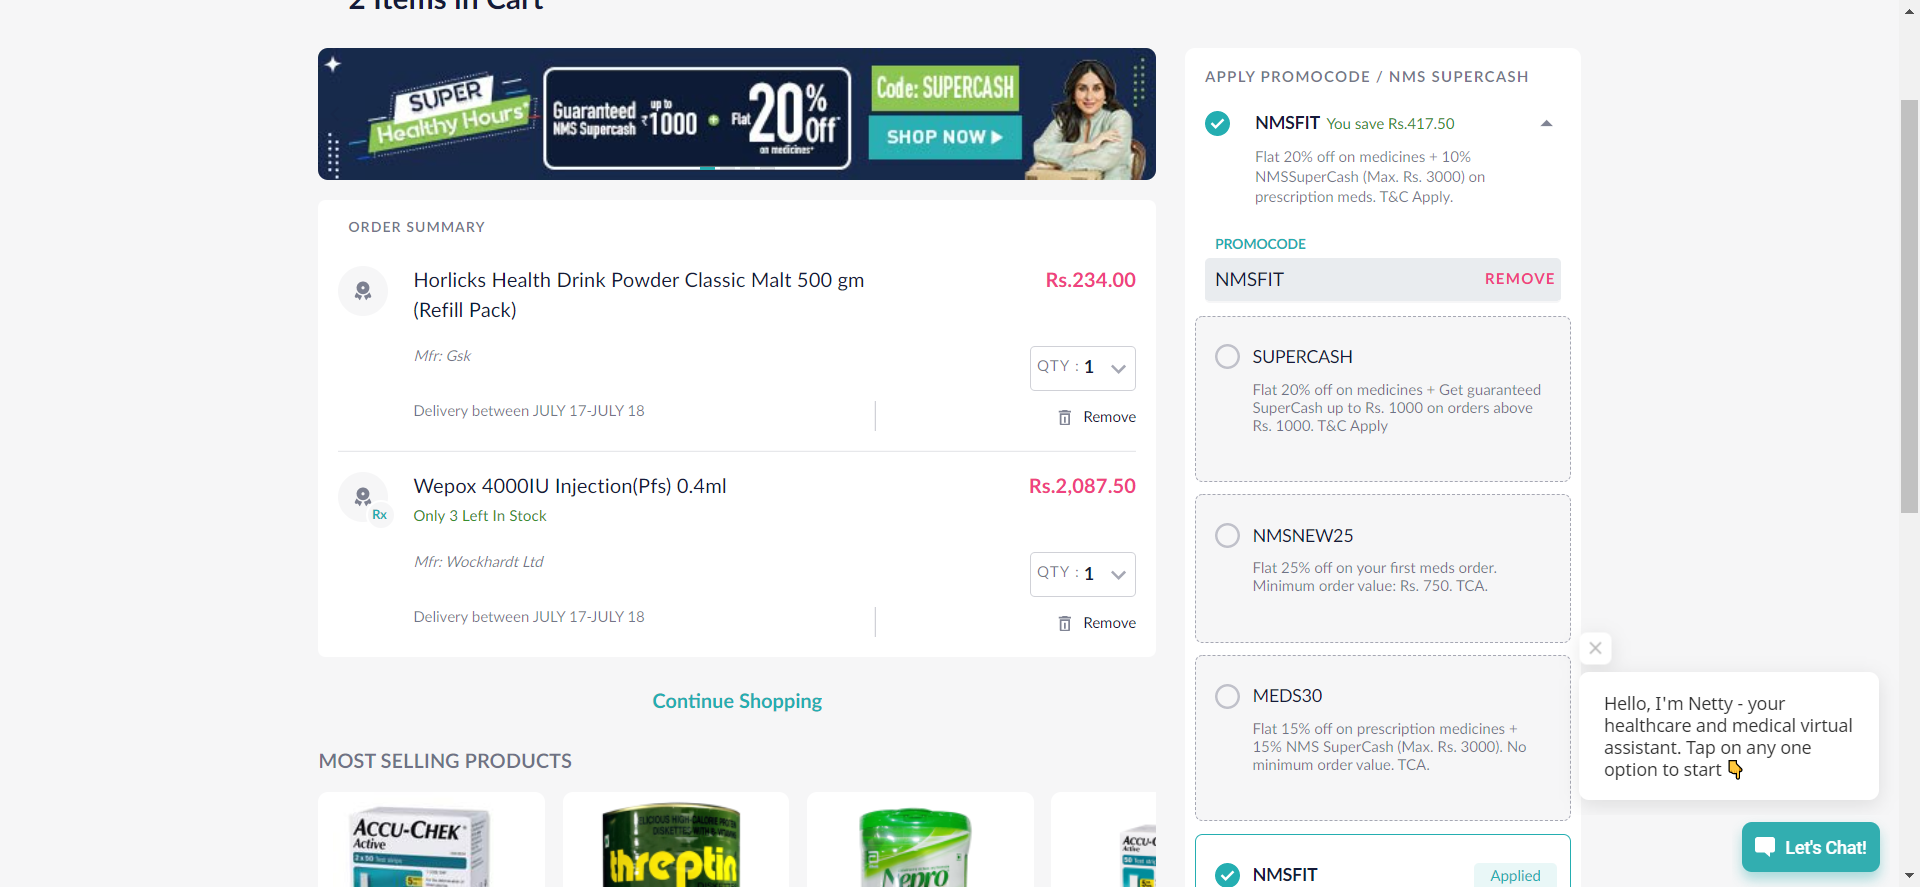 2 Items in Cart
SUPER
Healthy Hours*
Guaranteed
NMS Supercash
up to
₹1000
+
Flat
20% Off*
on medicines*
Code: SUPERCASH
SHOP NOW ▶
ORDER SUMMARY
Horlicks Health Drink Powder Classic Malt 500 gm
(Refill Pack)
Rs.234.00
Mfr: Gsk
QTY : 1
Delivery between JULY 17-JULY 18
Remove
Rx
Wepox 4000IU Injection(Pfs) 0.4ml
Rs.2,087.50
Only 3 Left In Stock
Mfr: Wockhardt Ltd
QTY : 1
Delivery between JULY 17-JULY 18
Remove
Continue Shopping
MOST SELLING PRODUCTS
ACCU-CHEK
Active
threptin
Nepro
ACCU-C
Active
APPLY PROMOCODE / NMS SUPERCASH
NMSFIT You save Rs.417.50
Flat 20% off on medicines + 10%
NMSSuperCash (Max. Rs. 3000) on
prescription meds. T&C Apply.
PROMOCODE
NMSFIT
REMOVE
SUPERCASH
Flat 20% off on medicines + Get guaranteed
SuperCash up to Rs. 1000 on orders above
Rs. 1000. T&C Apply
NMSNEW25
Flat 25% off on your first meds order.
Minimum order value: Rs. 750. TCA.
MEDS30
Flat 15% off on prescription medicines +
15% NMS SuperCash (Max. Rs. 3000). No
minimum order value. TCA.
NMSFIT
Applied
Hello, I'm Netty - your
healthcare and medical virtual
assistant. Tap on any one
option to start 👇
Let's Chat!